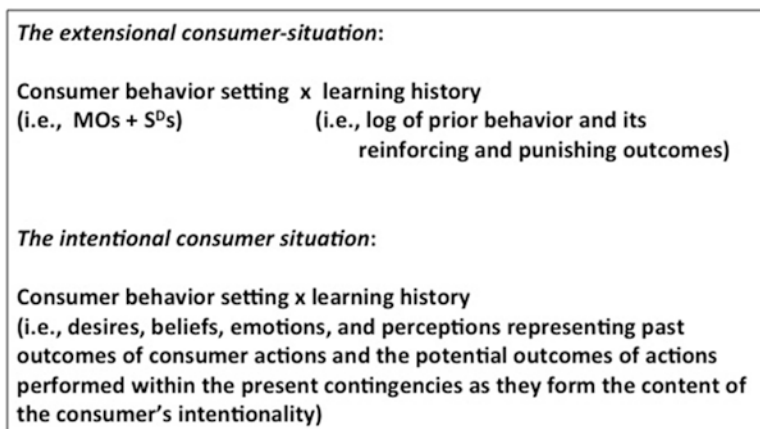 The extensional consumer-situation:
Consumer behavior setting x learning history
(i.e., MOs + Sᴰs) (i.e., log of prior behavior and its
reinforcing and punishing outcomes)
The intentional consumer situation:
Consumer behavior setting x learning history
(i.e., desires, beliefs, emotions, and perceptions representing past
outcomes of consumer actions and the potential outcomes of actions
performed within the present contingencies as they form the content of
the consumer's intentionality)